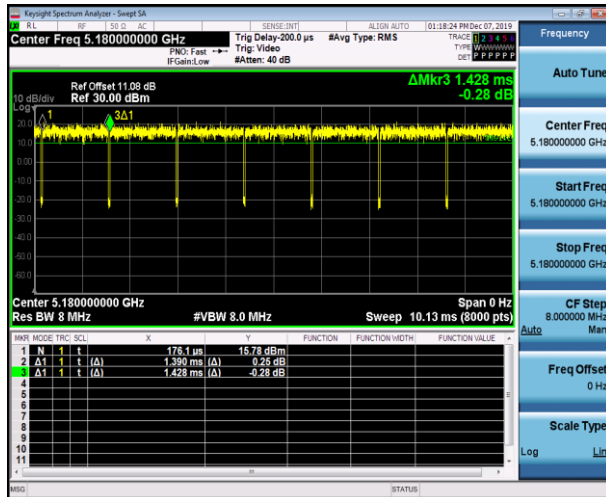 Keysight Spectrum Analyzer - Swept SA
RL RF 50 Ω AC SENSE:INT ALIGN AUTO 01:18:24 PM Dec 07, 2019
Center Freq 5.180000000 GHz
PNO: Fast
IFGain:Low
Trig Delay-200.0 µs
Trig: Video
#Atten: 40 dB
#Avg Type: RMS
TRACE 1 2 3 4 5 6
TYPE WWWWWW
DET P P P P P P
Frequency
Auto Tune
Center Freq
5.180000000 GHz
Start Freq
5.180000000 GHz
Stop Freq
5.180000000 GHz
CF Step
8.000000 MHz
Auto Man
Freq Offset
0 Hz
Scale Type
Log Lin
Ref Offset 11.08 dB
10 dB/div Ref 30.00 dBm
Log
ΔMkr3 1.428 ms
-0.28 dB
1 3Δ1
20.0
10.0
0.00
-10.0
-20.0
-30.0
-40.0
-50.0
-60.0
Center 5.180000000 GHz Span 0 Hz
Res BW 8 MHz #VBW 8.0 MHz Sweep 10.13 ms (8000 pts)
MKR MODE TRC SCL X Y FUNCTION FUNCTION WIDTH FUNCTION VALUE
1 N 1 t 176.1 µs 15.78 dBm
2 Δ1 1 t (Δ) 1.390 ms (Δ) 0.25 dB
3 Δ1 1 t (Δ) 1.428 ms (Δ) -0.28 dB
4
5
6
7
8
9
10
11
MSG STATUS